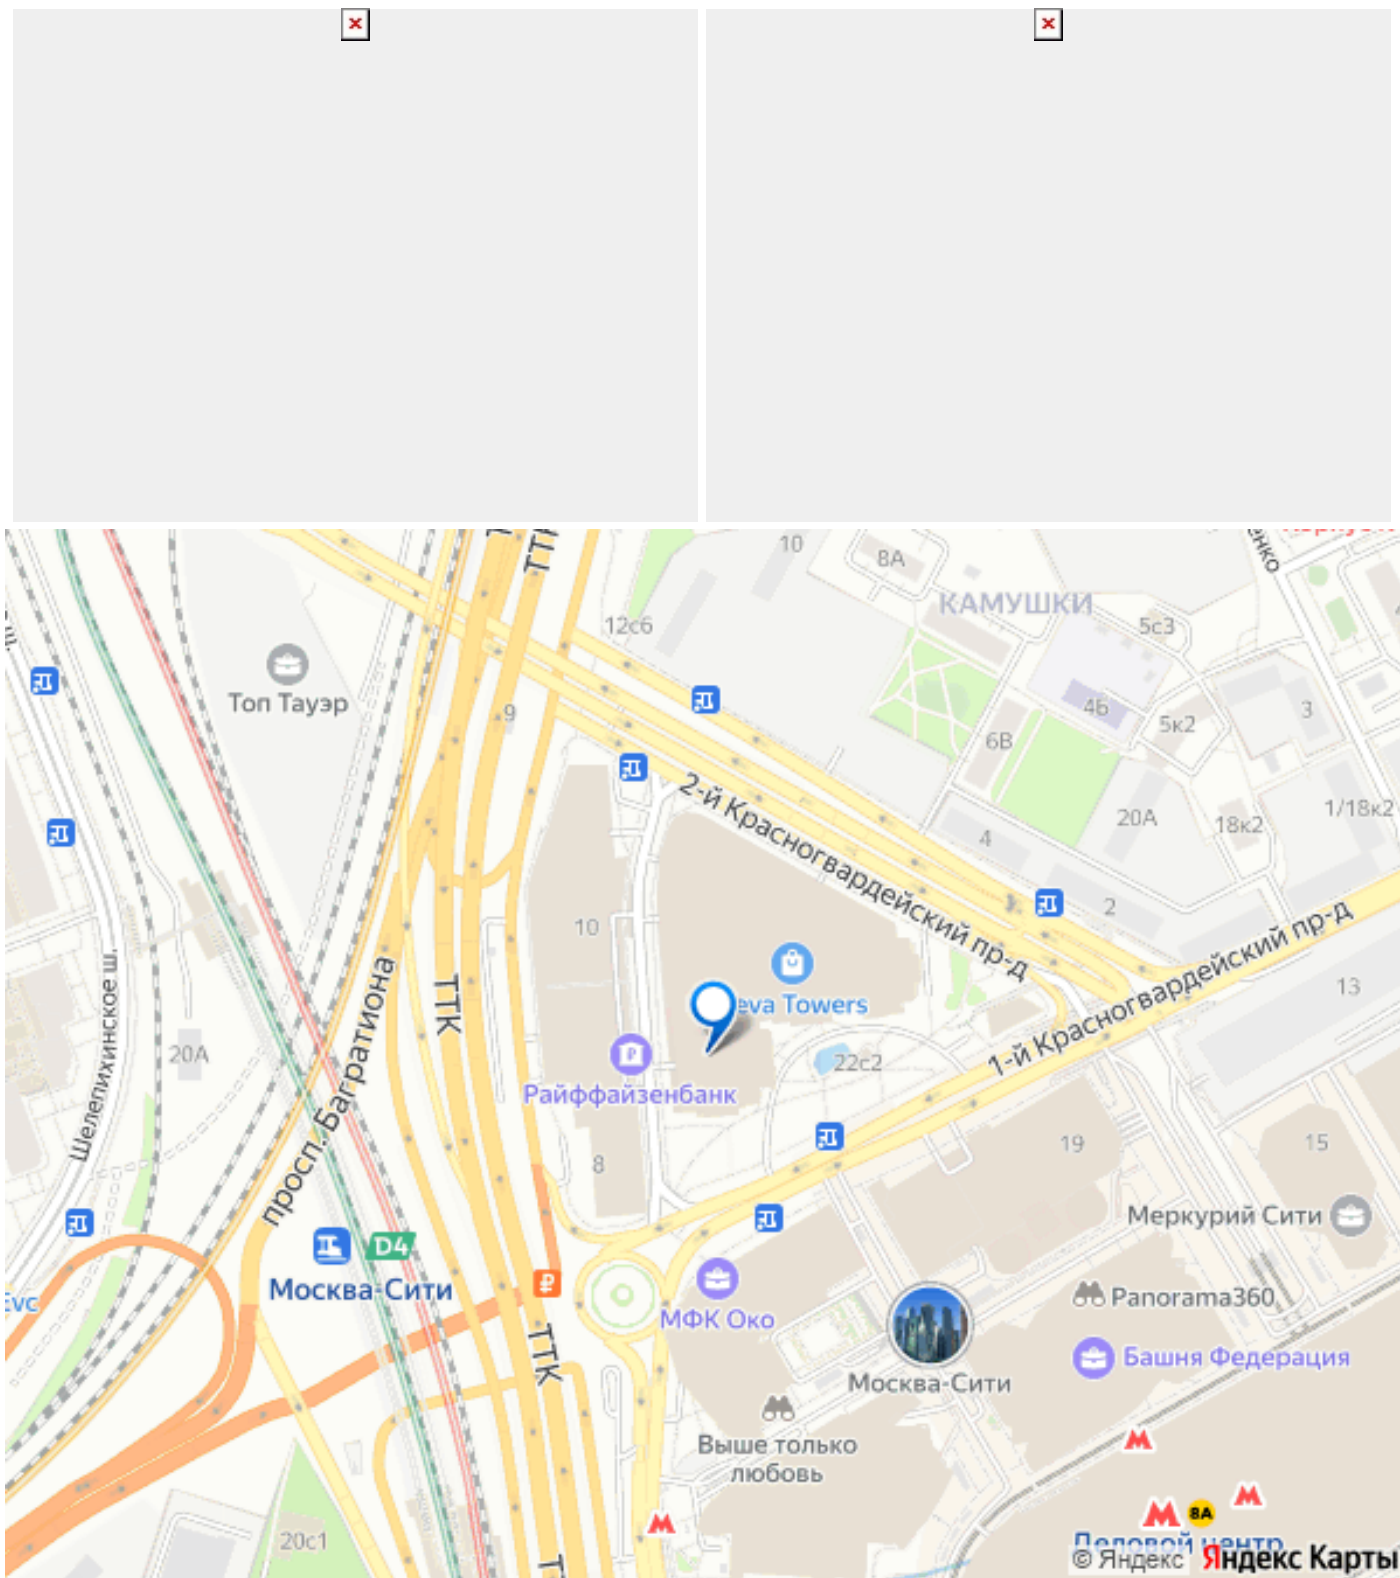 ТТК
10
8А
КАМУШКИ
12с6
5с3
Топ Тауэр
9
4Б
5к2
3
6В
2-й Красногвардейский пр-д
20А
18к2
1/18к2
4
2
10
просп. Багратиона
ТТК
Шелепихинское ш.
eva Towers
1-й Красногвардейский пр-д
13
20А
22с2
Райффайзенбанк
8
19
15
Меркурий Сити
D4
Москва-Сити
МФК Око
Panorama360
ТТК
Башня Федерация
Москва-Сити
Выше только
любовь
8А
20с1
Деловой центр
© Яндекс Яндекс Карты